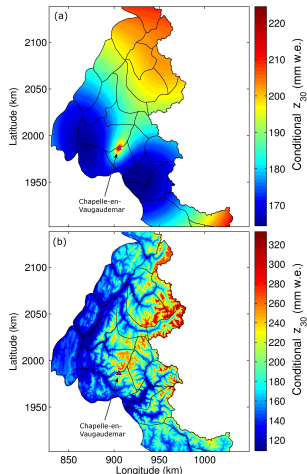 (a)
2100
2050
2000
1950
Latitude (km)
Chapelle-en-
Vaugaudemar
220
210
200
190
180
170
Conditional z30 (mm w.e.)
(b)
2100
2050
2000
1950
Latitude (km)
Chapelle-en-
Vaugaudemar
850 900 950 1000
Longitude (km)
320
300
280
260
240
220
200
180
160
140
120
Conditional z30 (mm w.e.)